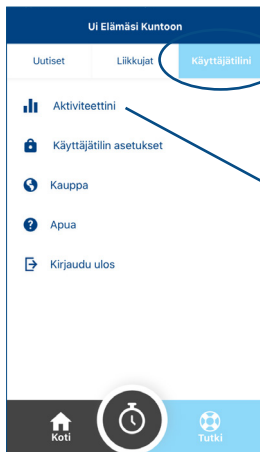 Ui Elämäsi Kuntoon
Uutiset Liikkujat Käyttäjätilini
Aktiviteettini
Käyttäjätilin asetukset
Kauppa
Apua
Kirjaudu ulos
Koti Tutki